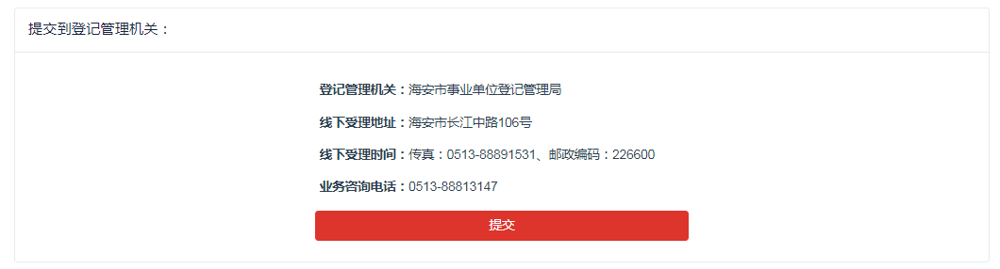 提交到登记管理机关：
登记管理机关：海安市事业单位登记管理局
线下受理地址：海安市长江中路106号
线下受理时间：传真：0513-88891531、邮政编码：226600
业务咨询电话：0513-88813147
提交